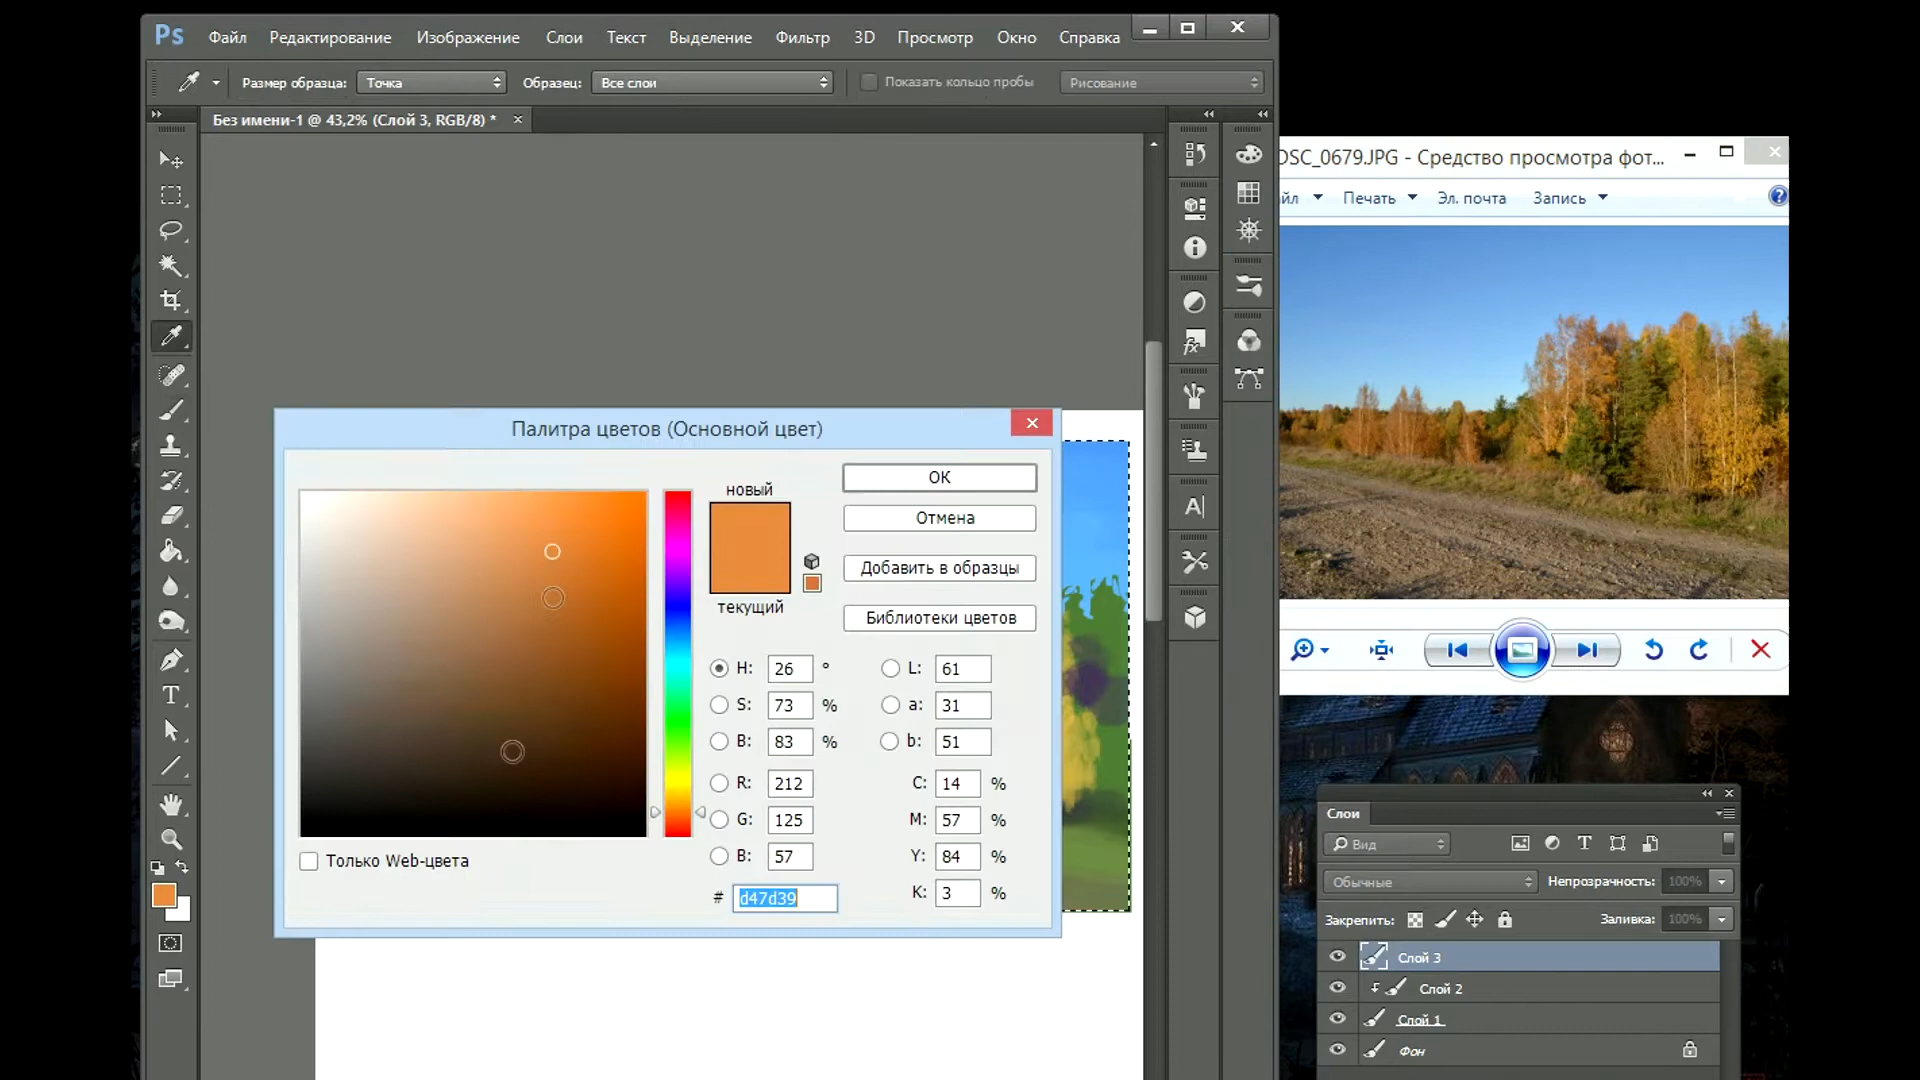 Ps Файл Редактирование Изображение Слои Текст Выделение Фильтр 3D Просмотр Окно Справка
Размер образца: Точка Образец: Все слои Показать кольцо пробы Рисование
Без имени-1 @ 43,2% (Слой 3, RGB/8) *
DSC_0679.JPG - Средство просмотра фот...
йл Печать Эл. почта Запись
Палитра цветов (Основной цвет)
новый
текущий
OK
Отмена
Добавить в образцы
Библиотеки цветов
H: 26 °
S: 73 %
B: 83 %
R: 212
G: 125
B: 57
# d47d39
L: 61
a: 31
b: 51
C: 14 %
M: 57 %
Y: 84 %
K: 3 %
Только Web-цвета
Слои
Вид
Обычные Непрозрачность: 100%
Закрепить: Заливка: 100%
Слой 3
Слой 2
Слой 1
Фон